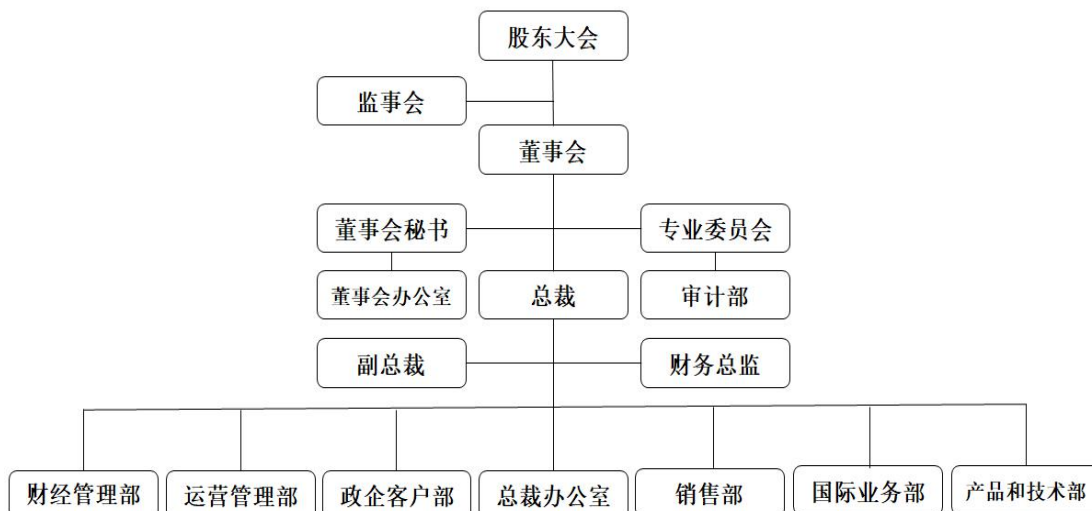 股东大会
监事会
董事会
董事会秘书
专业委员会
董事会办公室
总裁
审计部
副总裁
财务总监
财经管理部
运营管理部
政企客户部
总裁办公室
销售部
国际业务部
产品和技术部